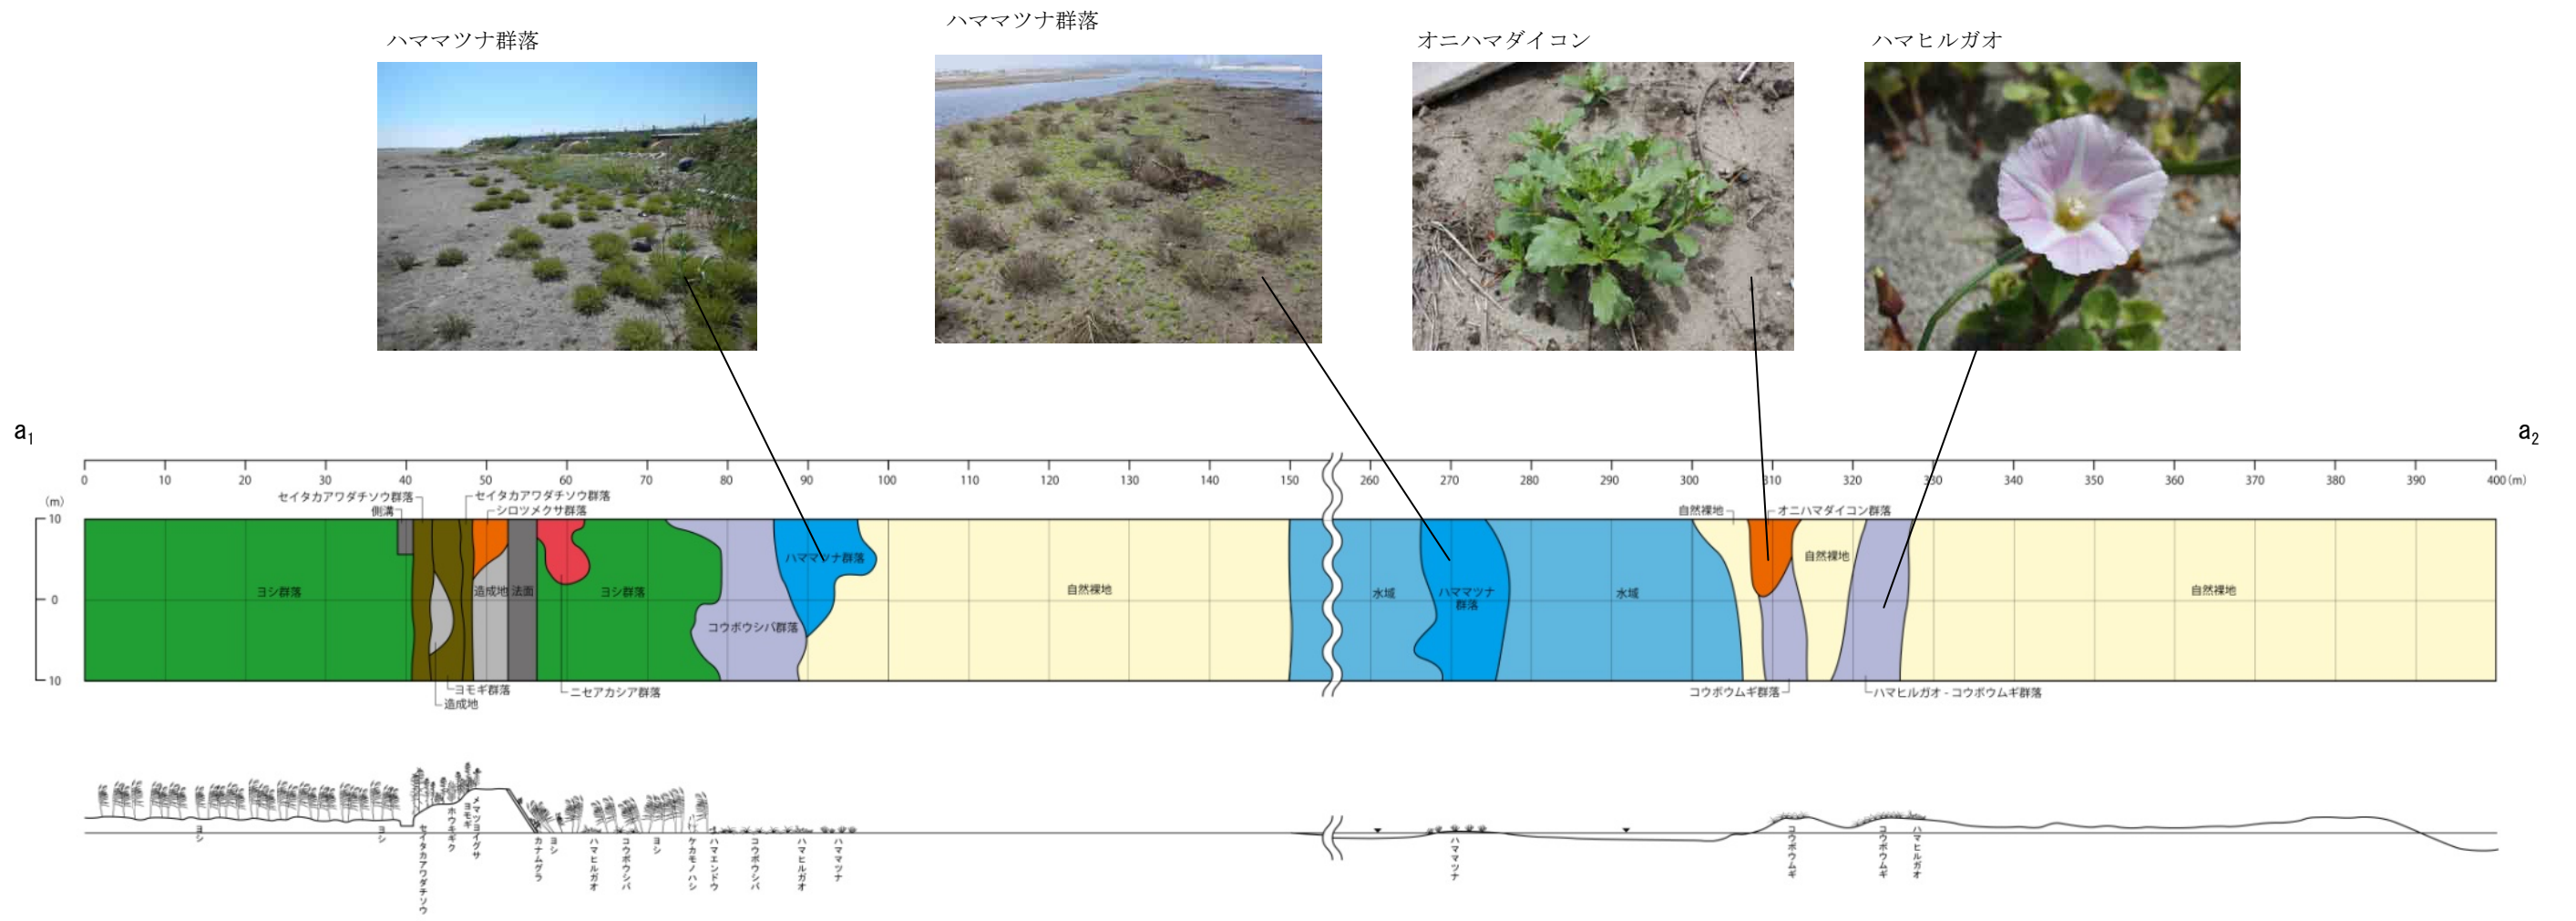 ハママツナ群落
ハママツナ群落
オニハマダイコン
ハマヒルガオ
a1
a2
0 10 20 30 40 50 60 70 80 90 100 110 120 130 140 150 260 270 280 290 300 310 320 330 340 350 360 370 380 390 400(m)
(m)
10
0
10
セイタカアワダチソウ群落
セイタカアワダチソウ群落
側溝
シロツメクサ群落
自然裸地
オニハマダイコン群落
ヨシ群落
造成地
法面
ヨシ群落
コウボウシバ群落
ハママツナ群落
自然裸地
水域
ハママツナ
群落
水域
自然裸地
自然裸地
ヨモギ群落
造成地
ニセアカシア群落
コウボウムギ群落
ハマヒルガオ - コウボウムギ群落
ヨシ
ヨシ
セイタカアワダチソウ
ホウキギク
ヨモギ
メマツヨイグサ
カナムグラ
ヨシ
ハマヒルガオ
コウボウシバ
ヨシ
ケカモノハシ
ハマエンドウ
コウボウシバ
ハマヒルガオ
ハママツナ
ハママツナ
コウボウムギ
コウボウムギ
ハマヒルガオ